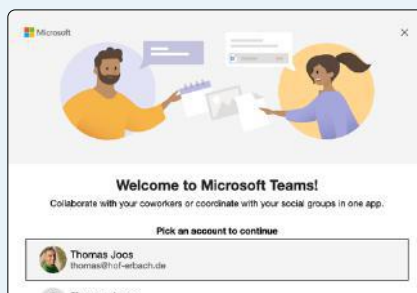 Microsoft
Welcome to Microsoft Teams!
Collaborate with your coworkers or coordinate with your social groups in one app.
Pick an account to continue
Thomas Joos
thomas@hof-erbach.de